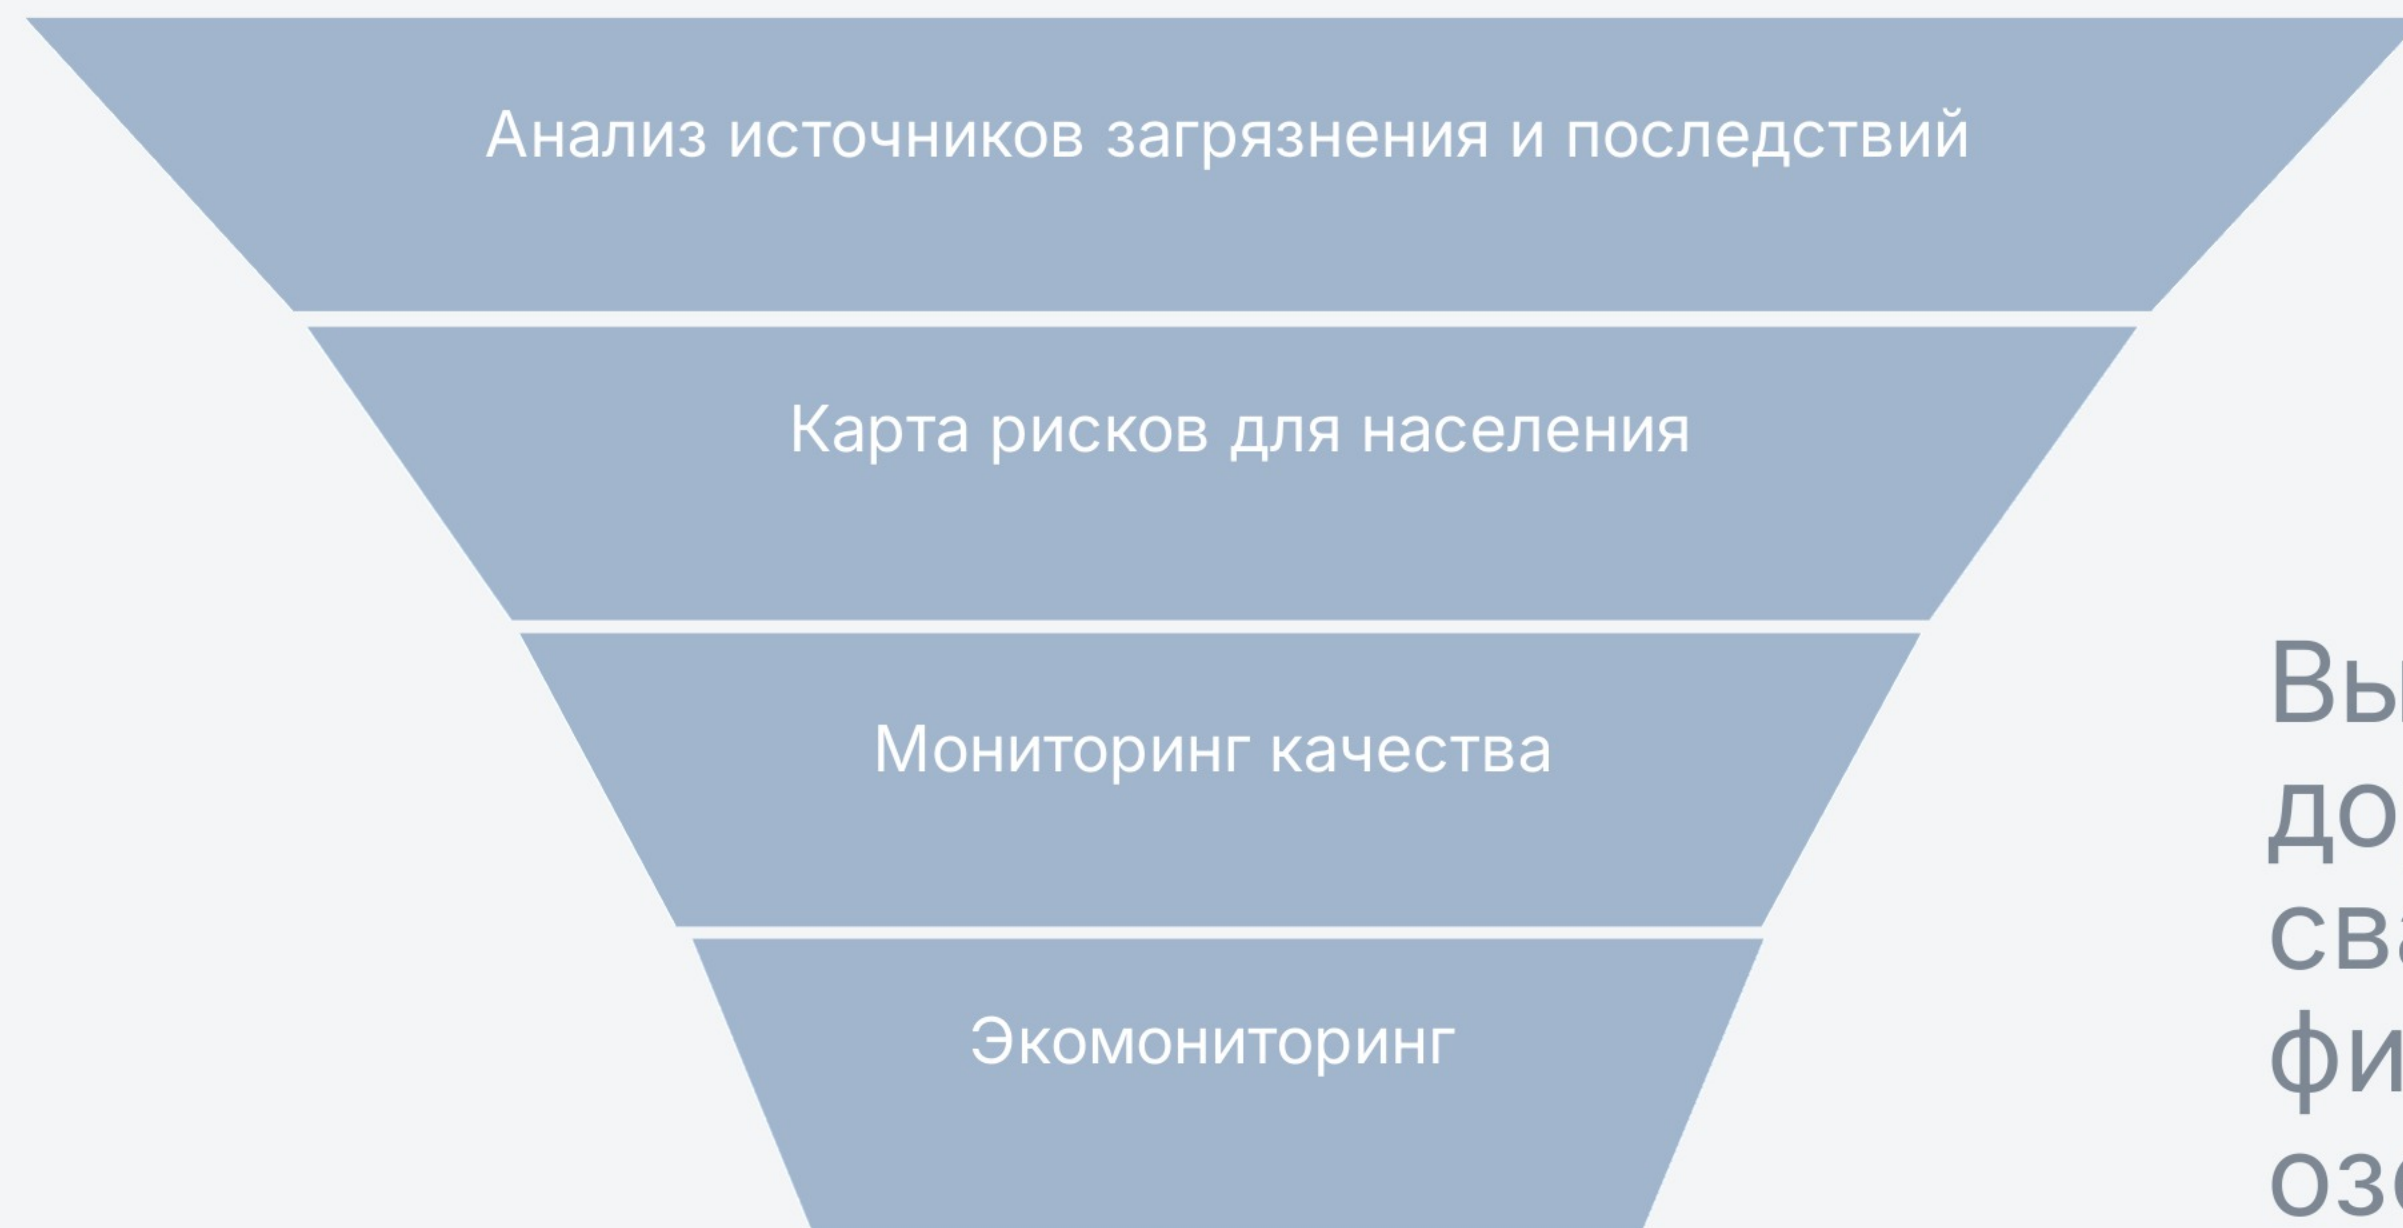 Анализ источников загрязнения и последствий
Карта рисков для населения
Мониторинг качества
Экомониторинг